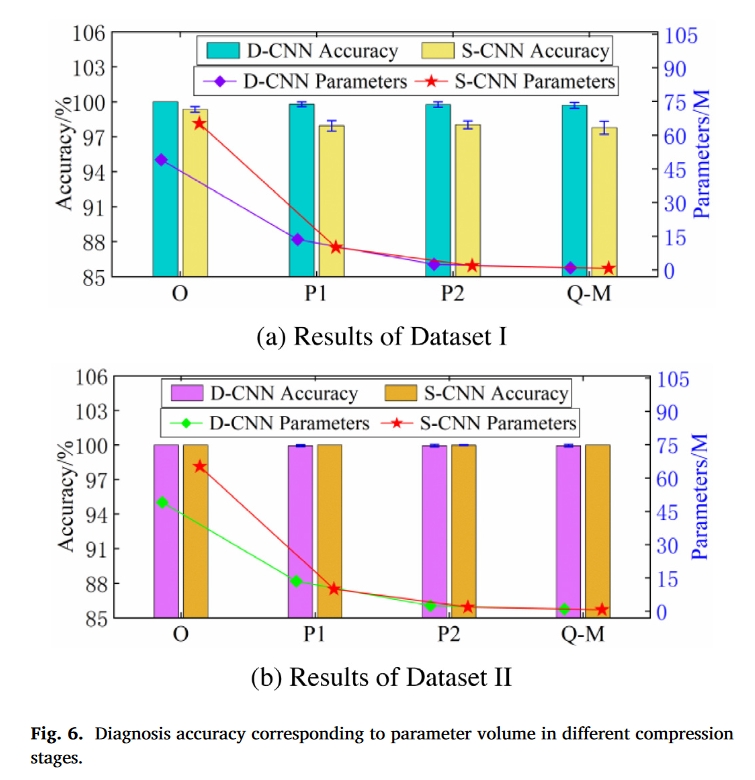 106
103
100
97
94
91
88
85
Accuracy/%
D-CNN Accuracy S-CNN Accuracy
D-CNN Parameters S-CNN Parameters
105
90
75
60
45
30
15
0
Parameters/M
O P1 P2 Q-M
(a) Results of Dataset I
106
103
100
97
94
91
88
85
Accuracy/%
D-CNN Accuracy S-CNN Accuracy
D-CNN Parameters S-CNN Parameters
105
90
75
60
45
30
15
0
Parameters/M
O P1 P2 Q-M
(b) Results of Dataset II
Fig. 6. Diagnosis accuracy corresponding to parameter volume in different compression
stages.